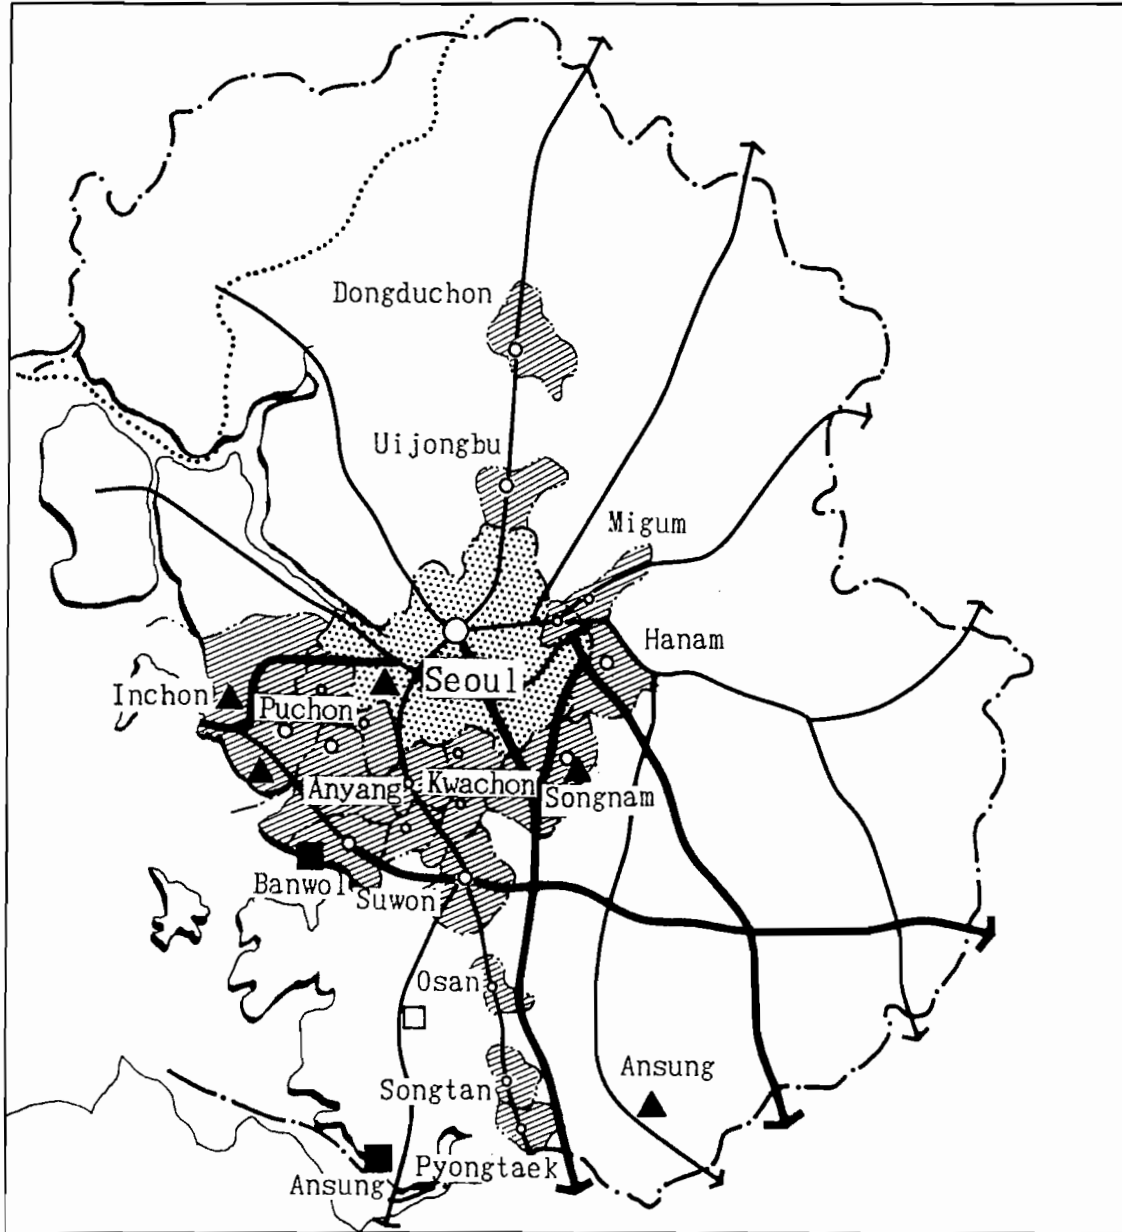 Dongduchon
Uijongbu
Migum
Hanam
Seoul
Inchon
Puchon
Anyang
Kwachon
Songnam
Banwol
Suwon
Osan
Ansung
Songtan
Pyongtaek
Ansung